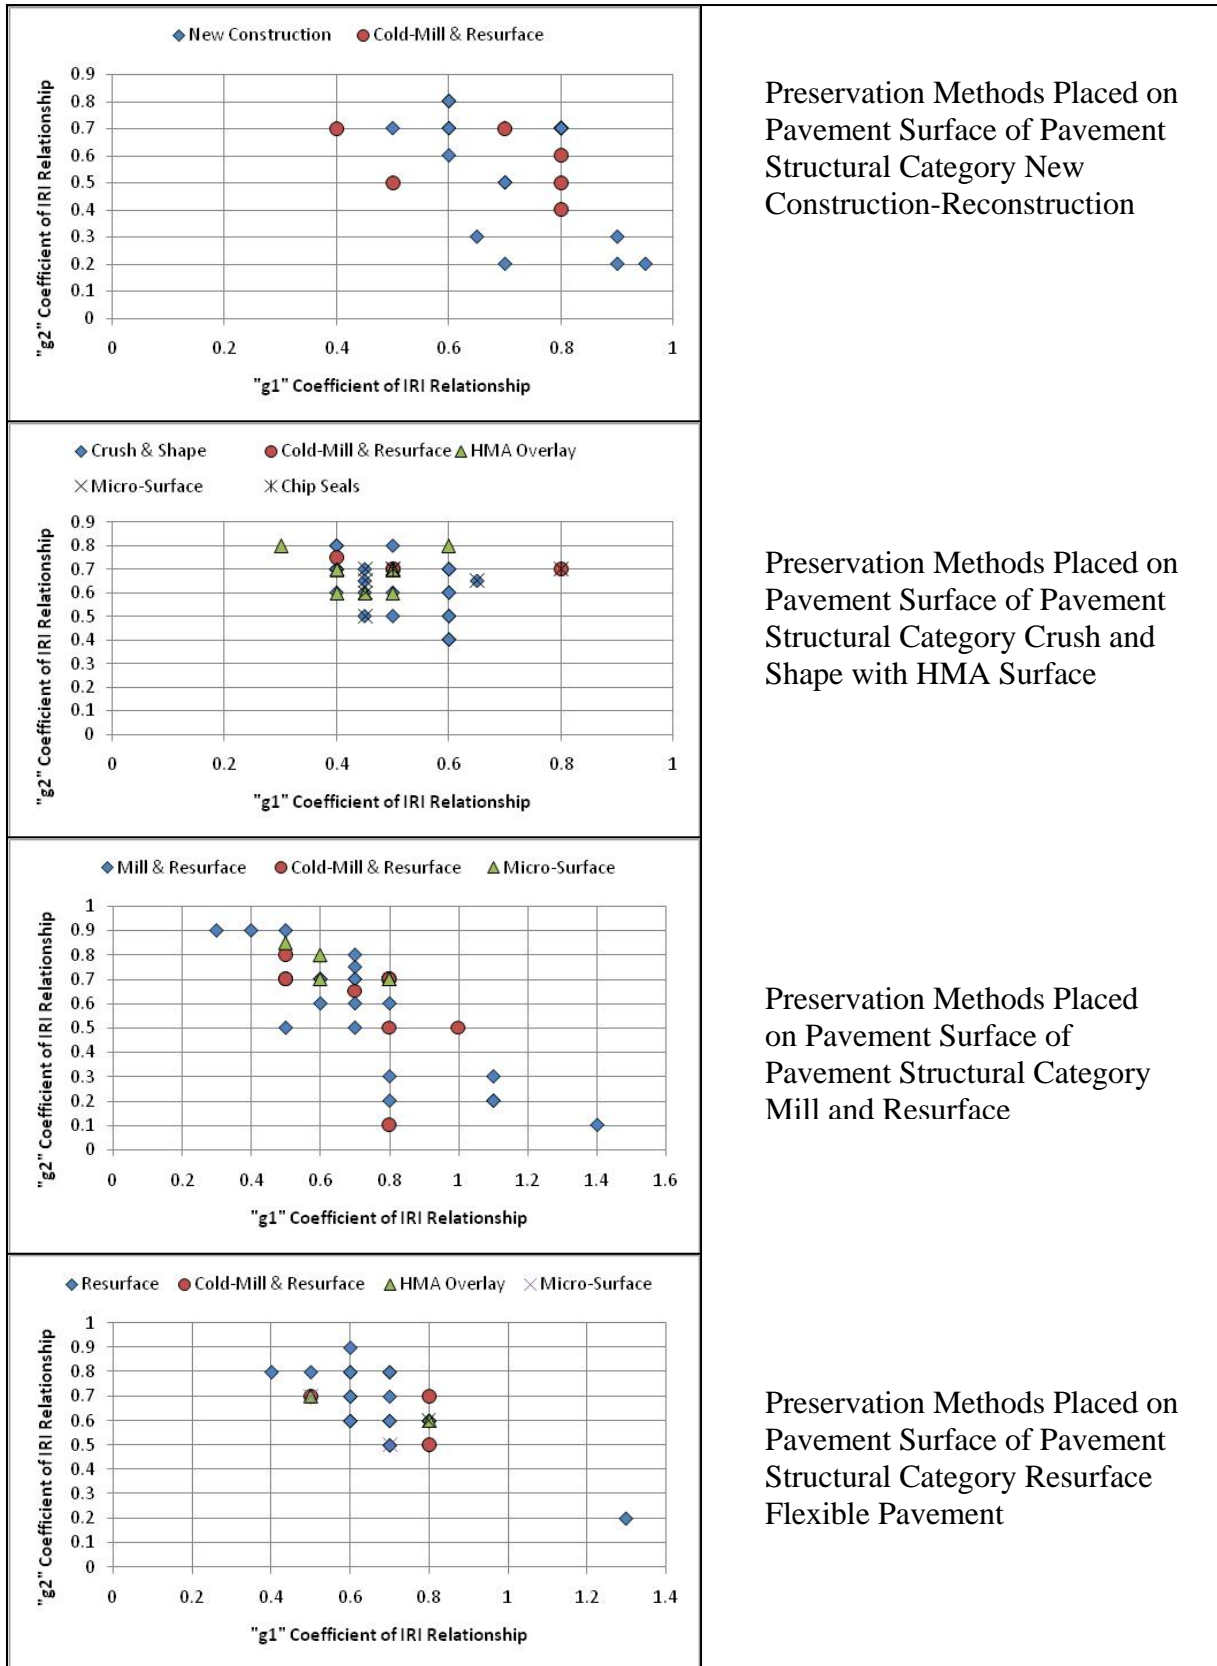 New Construction Cold-Mill & Resurface
0.9
0.8
0.7
0.6
0.5
0.4
0.3
0.2
0.1
0
"g2" Coefficient of IRI Relationship
0 0.2 0.4 0.6 0.8 1
"g1" Coefficient of IRI Relationship
Preservation Methods Placed on
Pavement Surface of Pavement
Structural Category New
Construction-Reconstruction
Crush & Shape Cold-Mill & Resurface HMA Overlay
Micro-Surface Chip Seals
0.9
0.8
0.7
0.6
0.5
0.4
0.3
0.2
0.1
0
"g2" Coefficient of IRI Relationship
0 0.2 0.4 0.6 0.8 1
"g1" Coefficient of IRI Relationship
Preservation Methods Placed on
Pavement Surface of Pavement
Structural Category Crush and
Shape with HMA Surface
Mill & Resurface Cold-Mill & Resurface Micro-Surface
1
0.9
0.8
0.7
0.6
0.5
0.4
0.3
0.2
0.1
0
"g2" Coefficient of IRI Relationship
0 0.2 0.4 0.6 0.8 1 1.2 1.4 1.6
"g1" Coefficient of IRI Relationship
Preservation Methods Placed
on Pavement Surface of
Pavement Structural Category
Mill and Resurface
Resurface Cold-Mill & Resurface HMA Overlay Micro-Surface
1
0.9
0.8
0.7
0.6
0.5
0.4
0.3
0.2
0.1
0
"g2" Coefficient of IRI Relationship
0 0.2 0.4 0.6 0.8 1 1.2 1.4
"g1" Coefficient of IRI Relationship
Preservation Methods Placed on
Pavement Surface of Pavement
Structural Category Resurface
Flexible Pavement